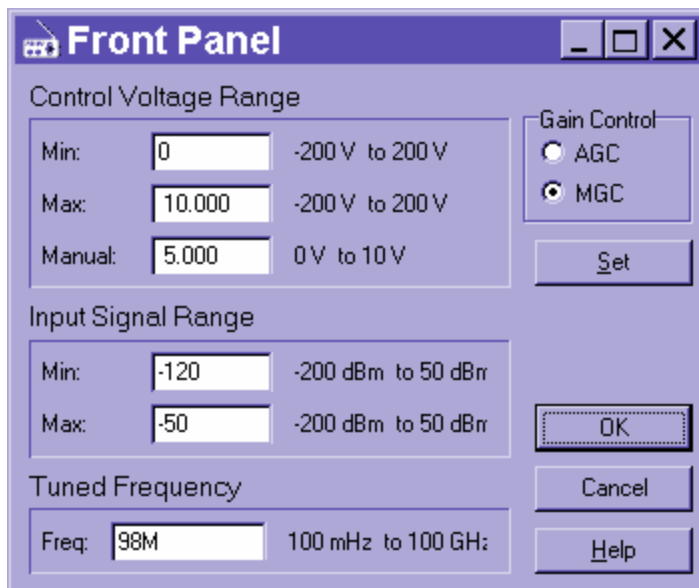 Front Panel
Control Voltage Range
Min: 0 -200 V to 200 V
Max: 10.000 -200 V to 200 V
Manual: 5.000 0 V to 10 V
Gain Control
AGC
MGC
Set
Input Signal Range
Min: -120 -200 dBm to 50 dBm
Max: -50 -200 dBm to 50 dBm
OK
Tuned Frequency
Cancel
Freq: 98M 100 mHz to 100 GHz
Help